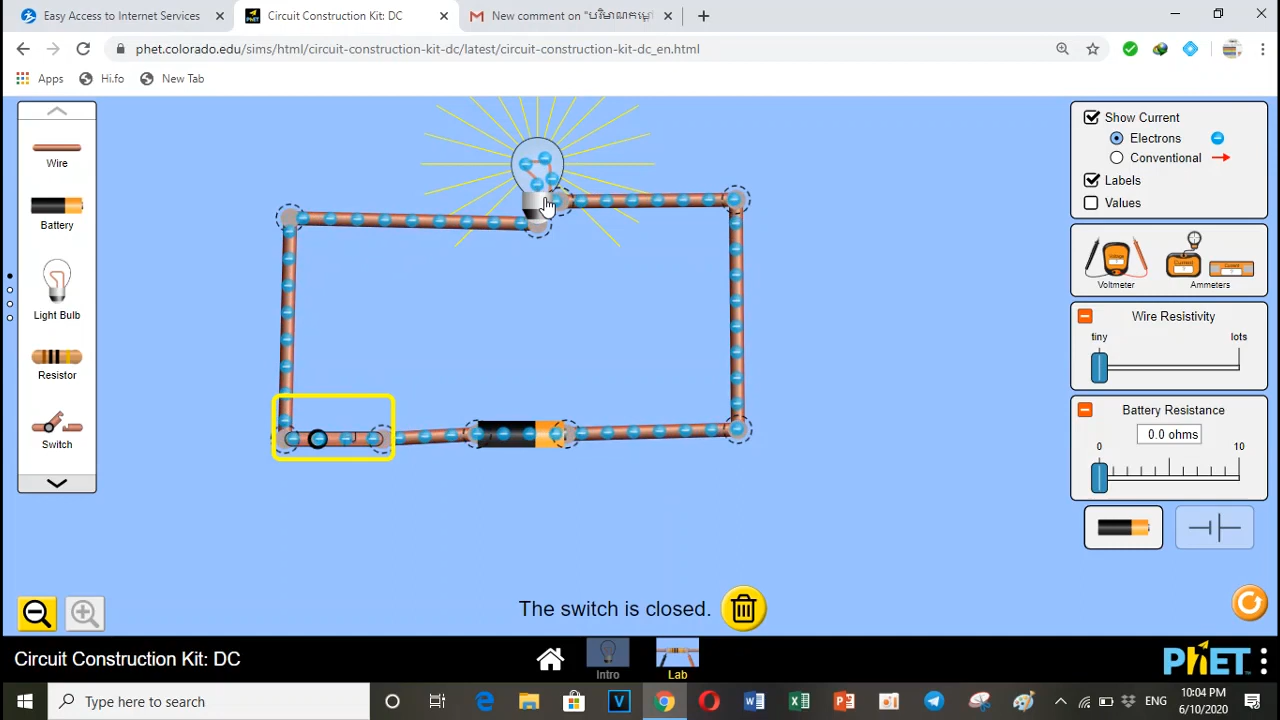 Easy Access to Internet Services
Circuit Construction Kit: DC
New comment on
phet.colorado.edu/sims/html/circuit-construction-kit-dc/latest/circuit-construction-kit-dc_en.html
Apps Hi.fo New Tab
Wire
Battery
Light Bulb
Resistor
Switch
Show Current
Electrons
Conventional
Labels
Values
Voltmeter
Ammeters
Wire Resistivity
tiny lots
Battery Resistance
0.0 ohms
0 10
The switch is closed.
Circuit Construction Kit: DC
Intro
Lab
PhET
Type here to search
ENG
10:04 PM
6/10/2020